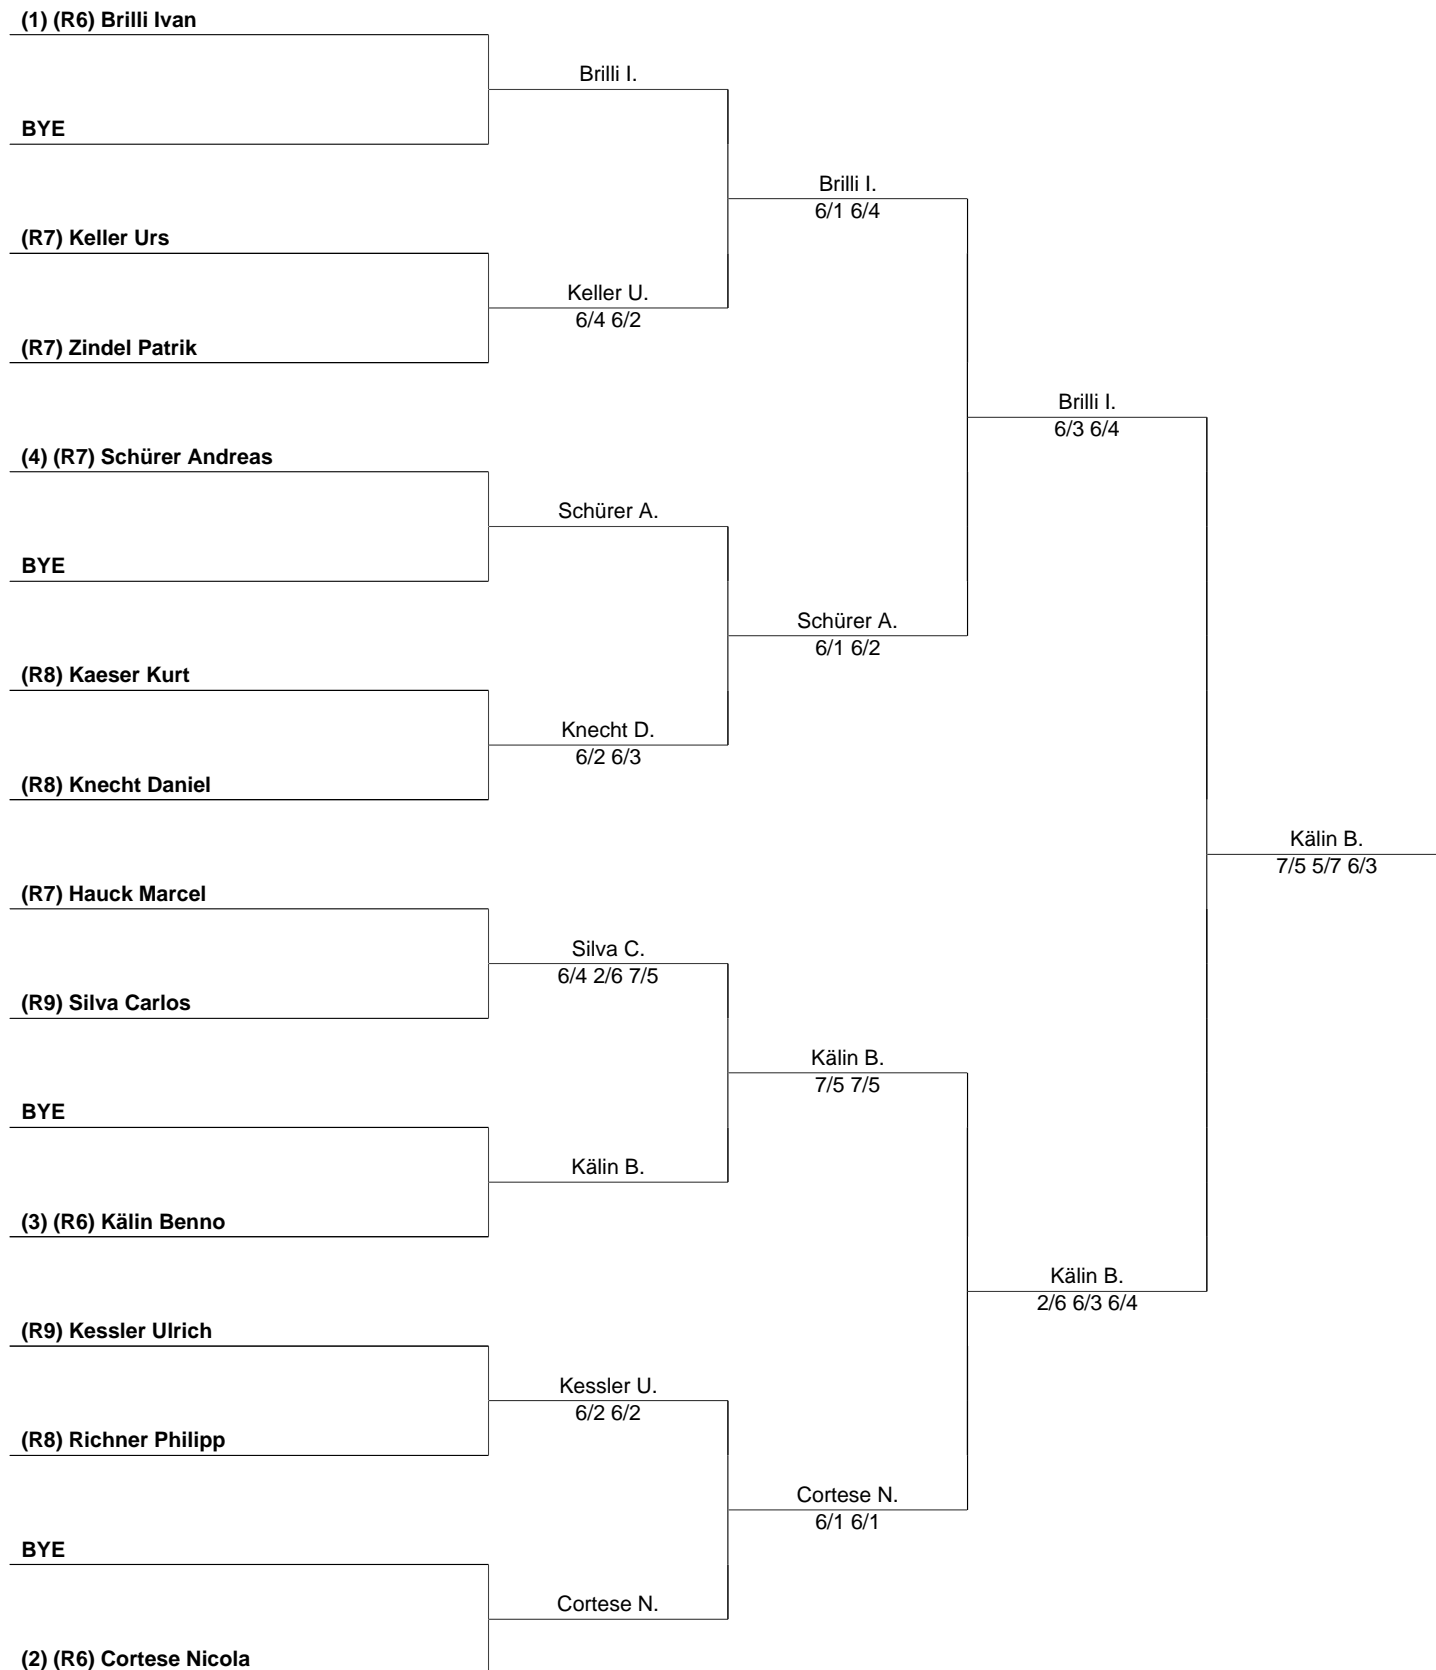 (1) (R6) Brilli Ivan
Brilli I.
BYE
Brilli I.
6/1 6/4
(R7) Keller Urs
Keller U.
6/4 6/2
(R7) Zindel Patrik
Brilli I.
6/3 6/4
(4) (R7) Schürer Andreas
Schürer A.
BYE
Schürer A.
6/1 6/2
(R8) Kaeser Kurt
Knecht D.
6/2 6/3
(R8) Knecht Daniel
Kälin B.
7/5 5/7 6/3
(R7) Hauck Marcel
Silva C.
6/4 2/6 7/5
(R9) Silva Carlos
Kälin B.
7/5 7/5
BYE
Kälin B.
(3) (R6) Kälin Benno
Kälin B.
2/6 6/3 6/4
(R9) Kessler Ulrich
Kessler U.
6/2 6/2
(R8) Richner Philipp
Cortese N.
6/1 6/1
BYE
Cortese N.
(2) (R6) Cortese Nicola